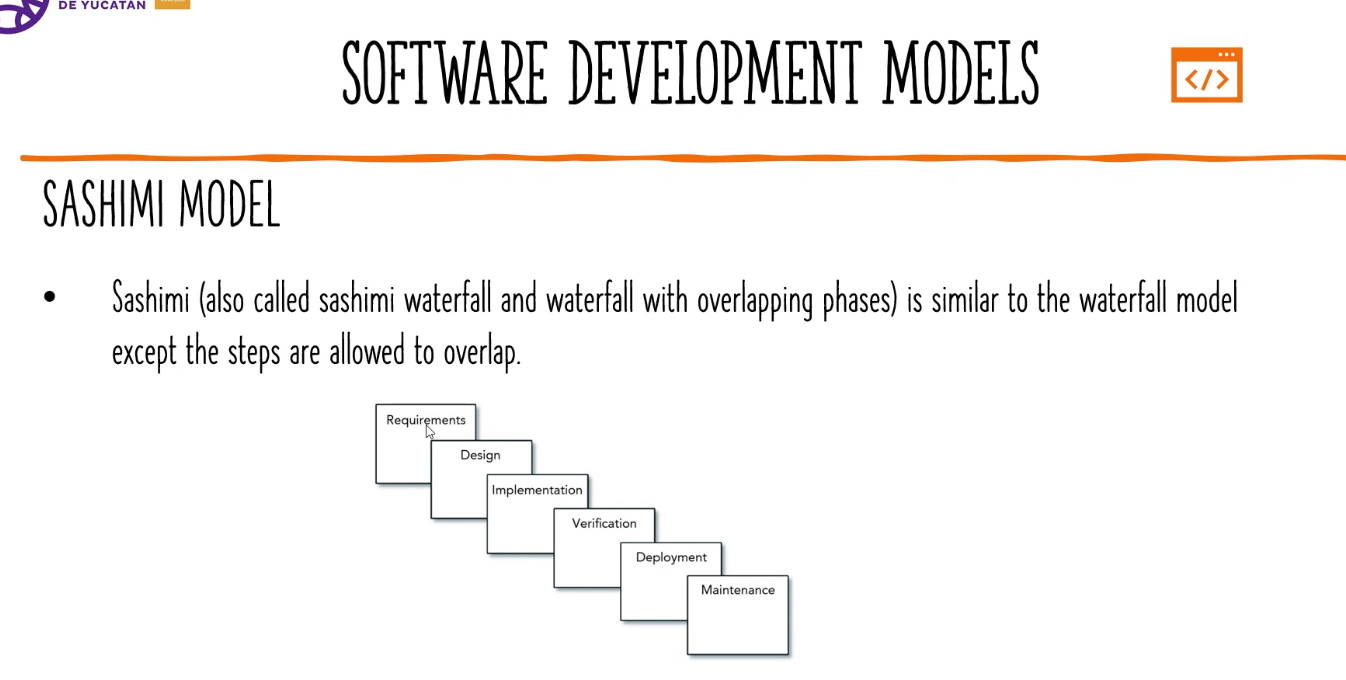 DE YUCATAN
SOFTWARE DEVELOPMENT MODELS
</>
SASHIMI MODEL
• Sashimi (also called sashimi waterfall and waterfall with overlapping phases) is similar to the waterfall model
except the steps are allowed to overlap.
Requirements
Design
Implementation
Verification
Deployment
Maintenance